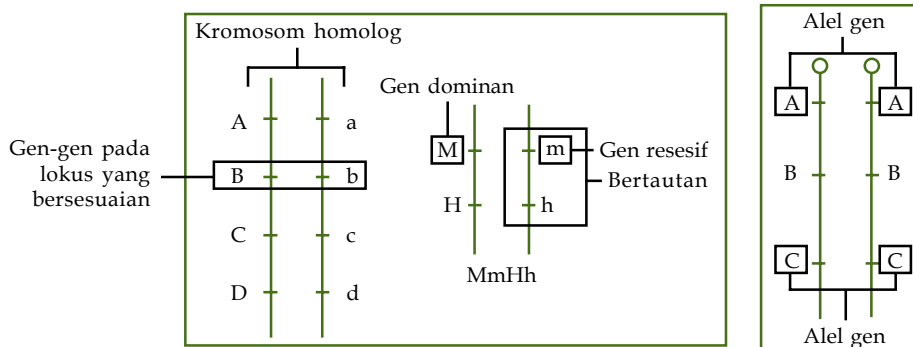 Kromosom homolog
A
a
Gen-gen pada
lokus yang
bersesuaian
B
b
C
c
D
d
Gen dominan
M
m
Gen resesif
Bertautan
H
h
MmHh
Alel gen
A
A
B
B
C
C
Alel gen